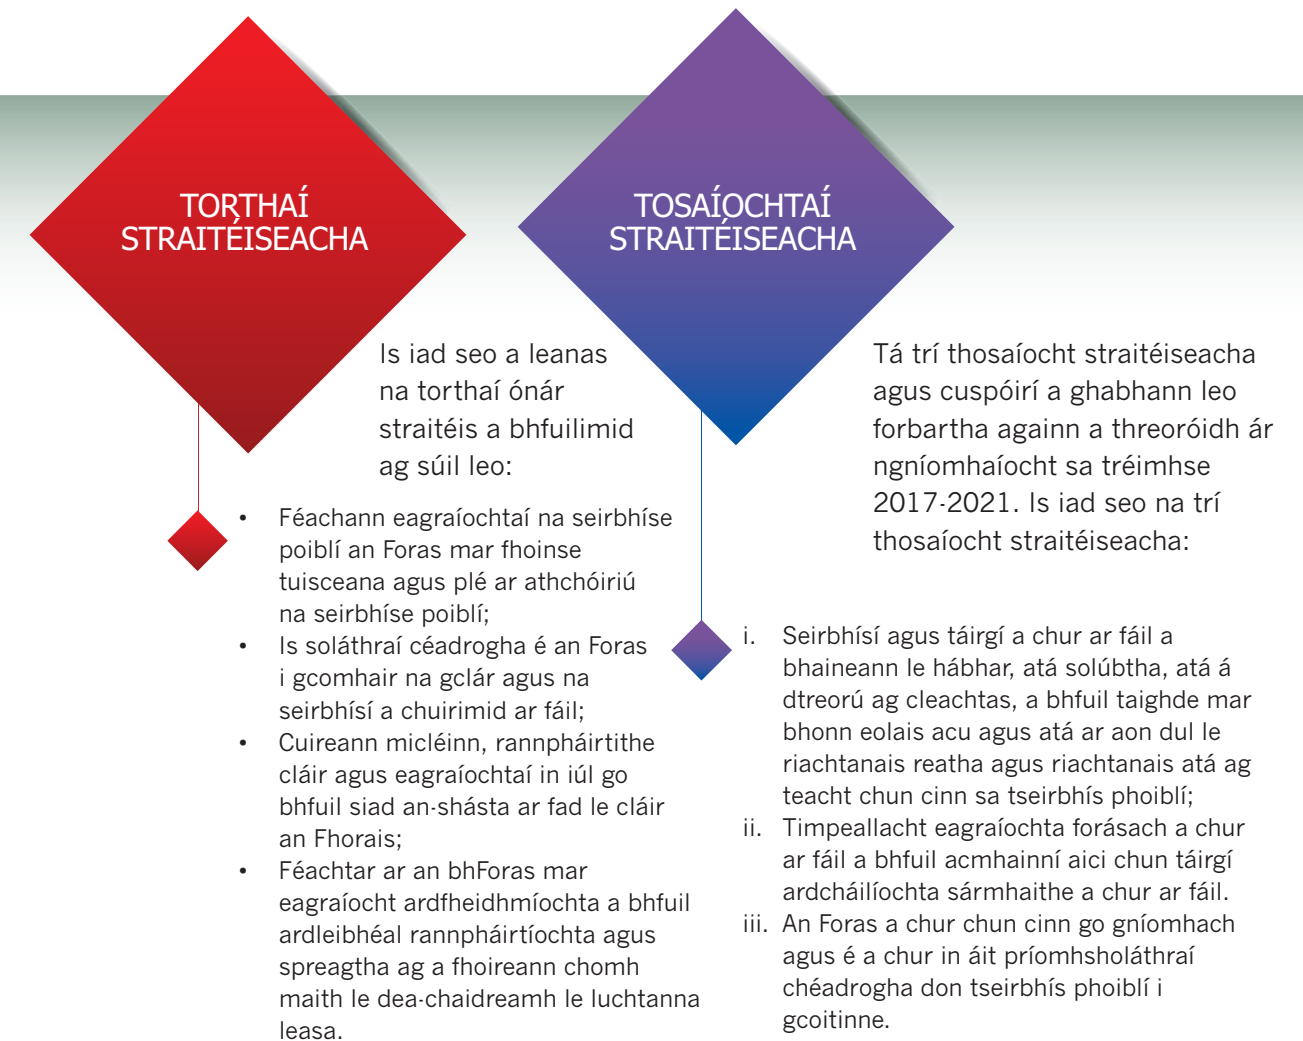 TORTHAÍ
STRAITÉISEACHA
Is iad seo a leanas
na torthaí ónár
straitéis a bhfuilimid
ag súil leo:
• Féachann eagraíochtaí na seirbhíse
poiblí an Foras mar fhoinse
tuisceana agus plé ar athchóiriú
na seirbhíse poiblí;
• Is soláthraí céadrogha é an Foras
i gcomhair na gclár agus na
seirbhísí a chuirimid ar fáil;
• Cuireann micléinn, rannpháirtithe
cláir agus eagraíochtaí in iúl go
bhfuil siad an-shásta ar fad le cláir
an Fhorais;
• Féachtar ar an bhForas mar
eagraíocht ardfheidhmíochta a bhfuil
ardleibhéal rannpháirtíochta agus
spreagtha ag a fhoireann chomh
maith le dea-chaidreamh le luchtanna
leasa.
TOSAÍOCHTAÍ
STRAITÉISEACHA
Tá trí thosaíocht straitéiseacha
agus cuspóirí a ghabhann leo
forbartha againn a threoróidh ár
ngníomhaíocht sa tréimhse
2017-2021. Is iad seo na trí
thosaíocht straitéiseacha:
i. Seirbhísí agus táirgí a chur ar fáil a
bhaineann le hábhar, atá solúbtha, atá á
dtreorú ag cleachtas, a bhfuil taighde mar
bhonn eolais acu agus atá ar aon dul le
riachtanais reatha agus riachtanais atá ag
teacht chun cinn sa tseirbhís phoiblí;
ii. Timpeallacht eagraíochta forásach a chur
ar fáil a bhfuil acmhainní aici chun táirgí
ardcháilíochta sármhaithe a chur ar fáil.
iii. An Foras a chur chun cinn go gníomhach
agus é a chur in áit príomhsholáthraí
chéadrogha don tseirbhís phoiblí i
gcoitinne.